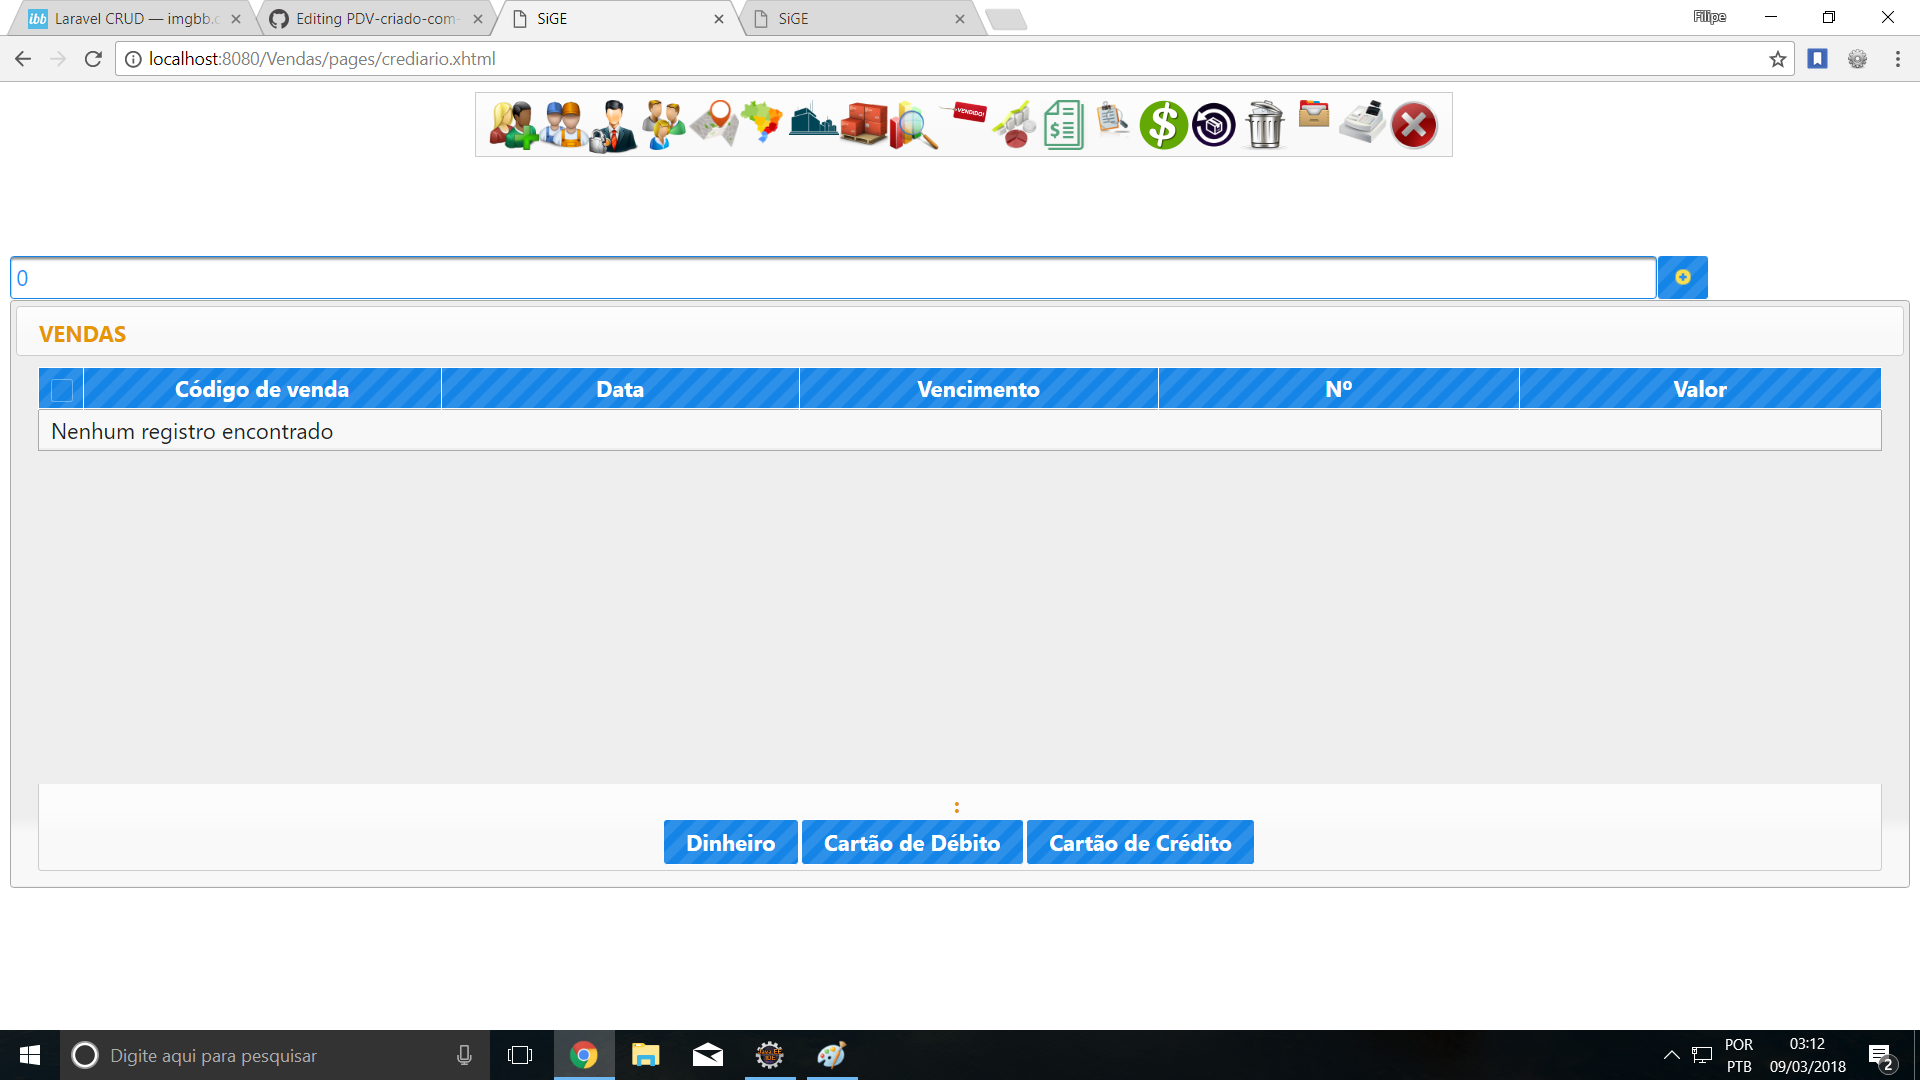 ibb Laravel CRUD — imgbb.c
Editing PDV-criado-com-
SiGE
SiGE
Filipe
localhost:8080/Vendas/pages/crediario.xhtml
VENDIDO!
$
$
0
VENDAS
Código de venda Data Vencimento Nº Valor
Nenhum registro encontrado
:
Dinheiro Cartão de Débito Cartão de Crédito
Digite aqui para pesquisar
POR
PTB
03:12
09/03/2018
2